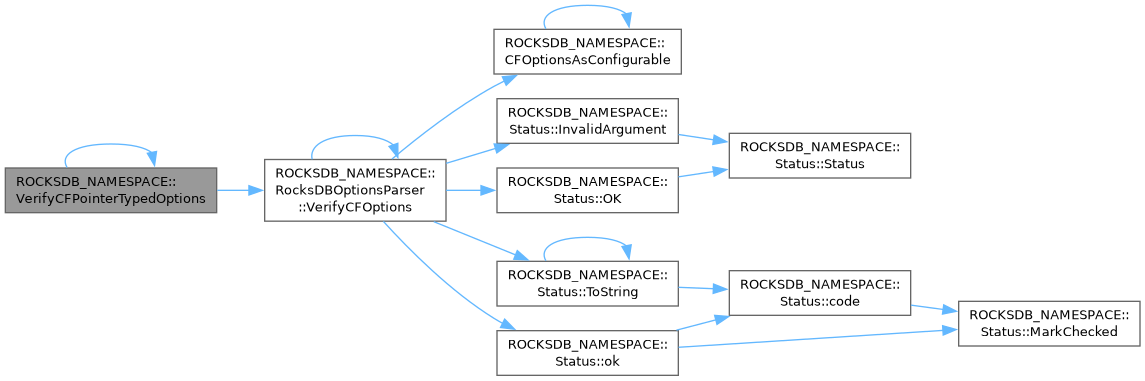 ROCKSDB_NAMESPACE::
VerifyCFPointerTypedOptions
ROCKSDB_NAMESPACE::
RocksDBOptionsParser
::VerifyCFOptions
ROCKSDB_NAMESPACE::
CFOptionsAsConfigurable
ROCKSDB_NAMESPACE::
Status::InvalidArgument
ROCKSDB_NAMESPACE::
Status::Status
ROCKSDB_NAMESPACE::
Status::OK
ROCKSDB_NAMESPACE::
Status::ToString
ROCKSDB_NAMESPACE::
Status::code
ROCKSDB_NAMESPACE::
Status::MarkChecked
ROCKSDB_NAMESPACE::
Status::ok